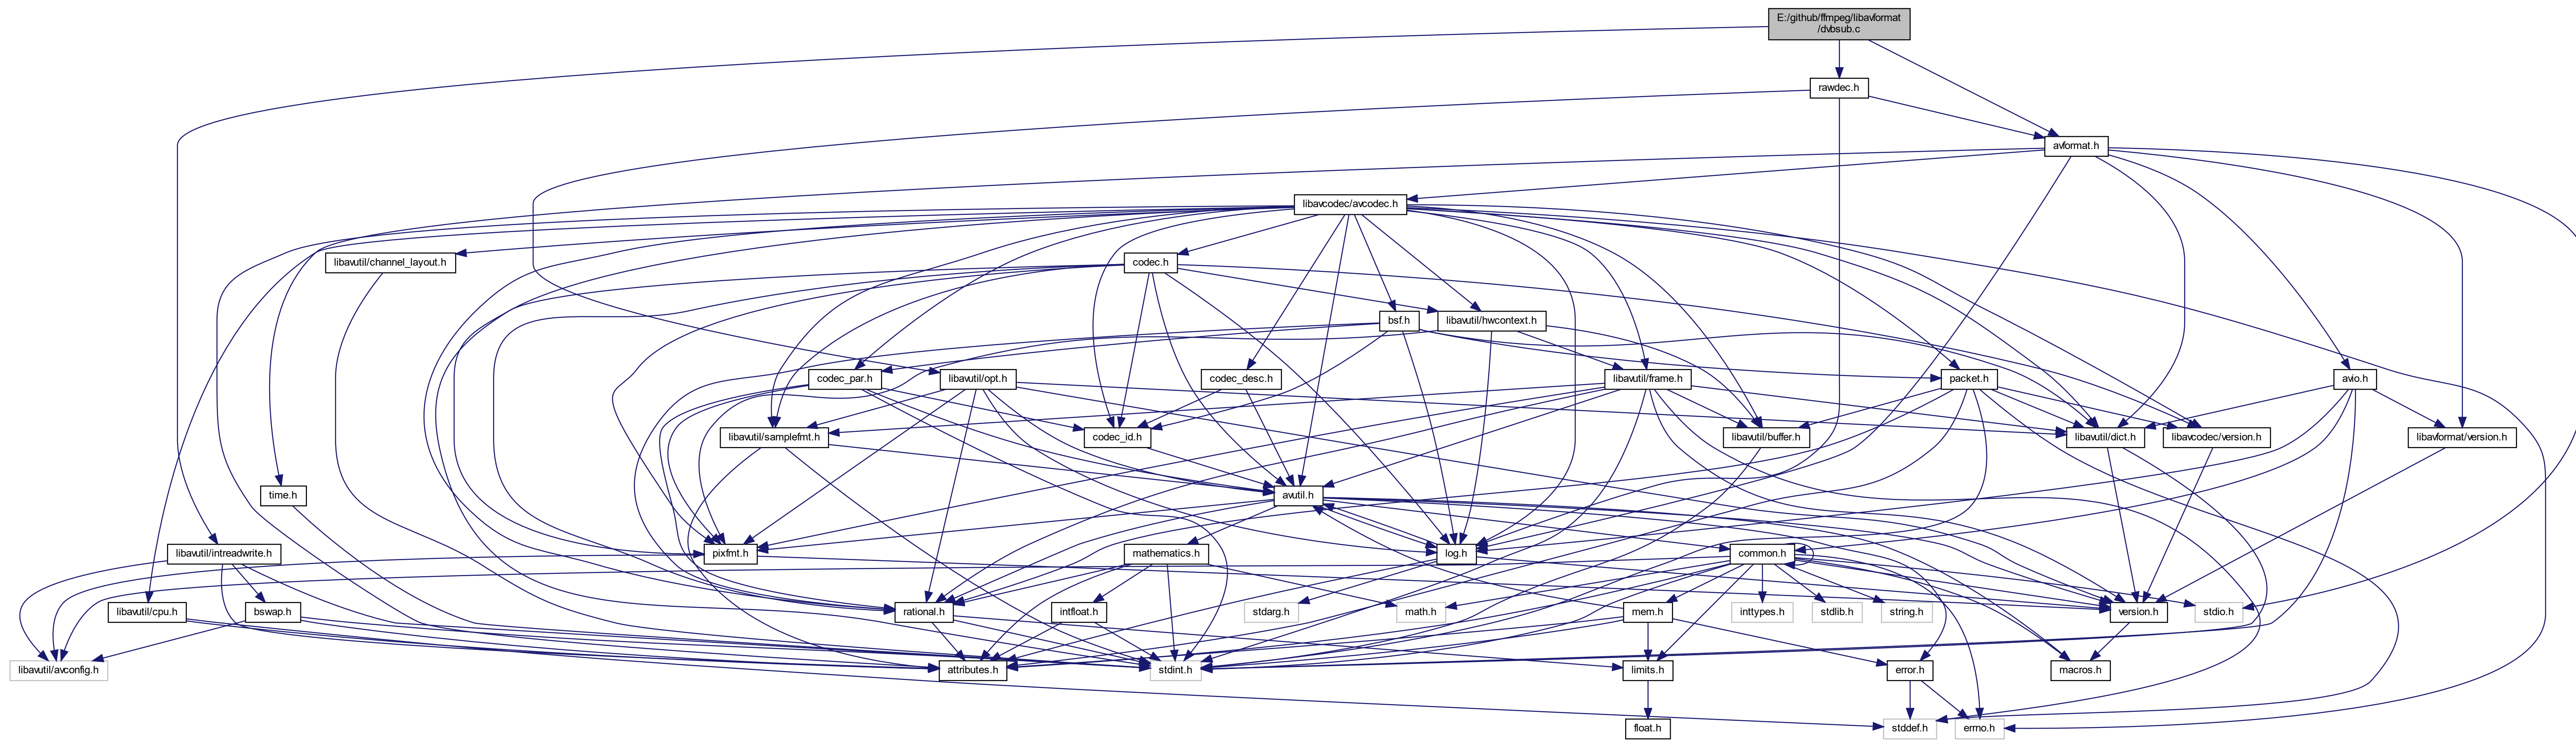 E:/github/ffmpeg/libavformat
/dvbsub.c
rawdec.h
avformat.h
libavcodec/avcodec.h
libavutil/channel_layout.h
codec.h
bsf.h
libavutil/hwcontext.h
codec_par.h
libavutil/opt.h
codec_desc.h
libavutil/frame.h
packet.h
avio.h
libavutil/samplefmt.h
codec_id.h
libavutil/buffer.h
libavutil/dict.h
libavcodec/version.h
libavformat/version.h
time.h
avutil.h
libavutil/intreadwrite.h
pixfmt.h
mathematics.h
log.h
common.h
libavutil/cpu.h
bswap.h
rational.h
intfloat.h
stdarg.h
math.h
mem.h
inttypes.h
stdlib.h
string.h
version.h
stdio.h
libavutil/avconfig.h
attributes.h
stdint.h
limits.h
error.h
macros.h
float.h
stddef.h
errno.h